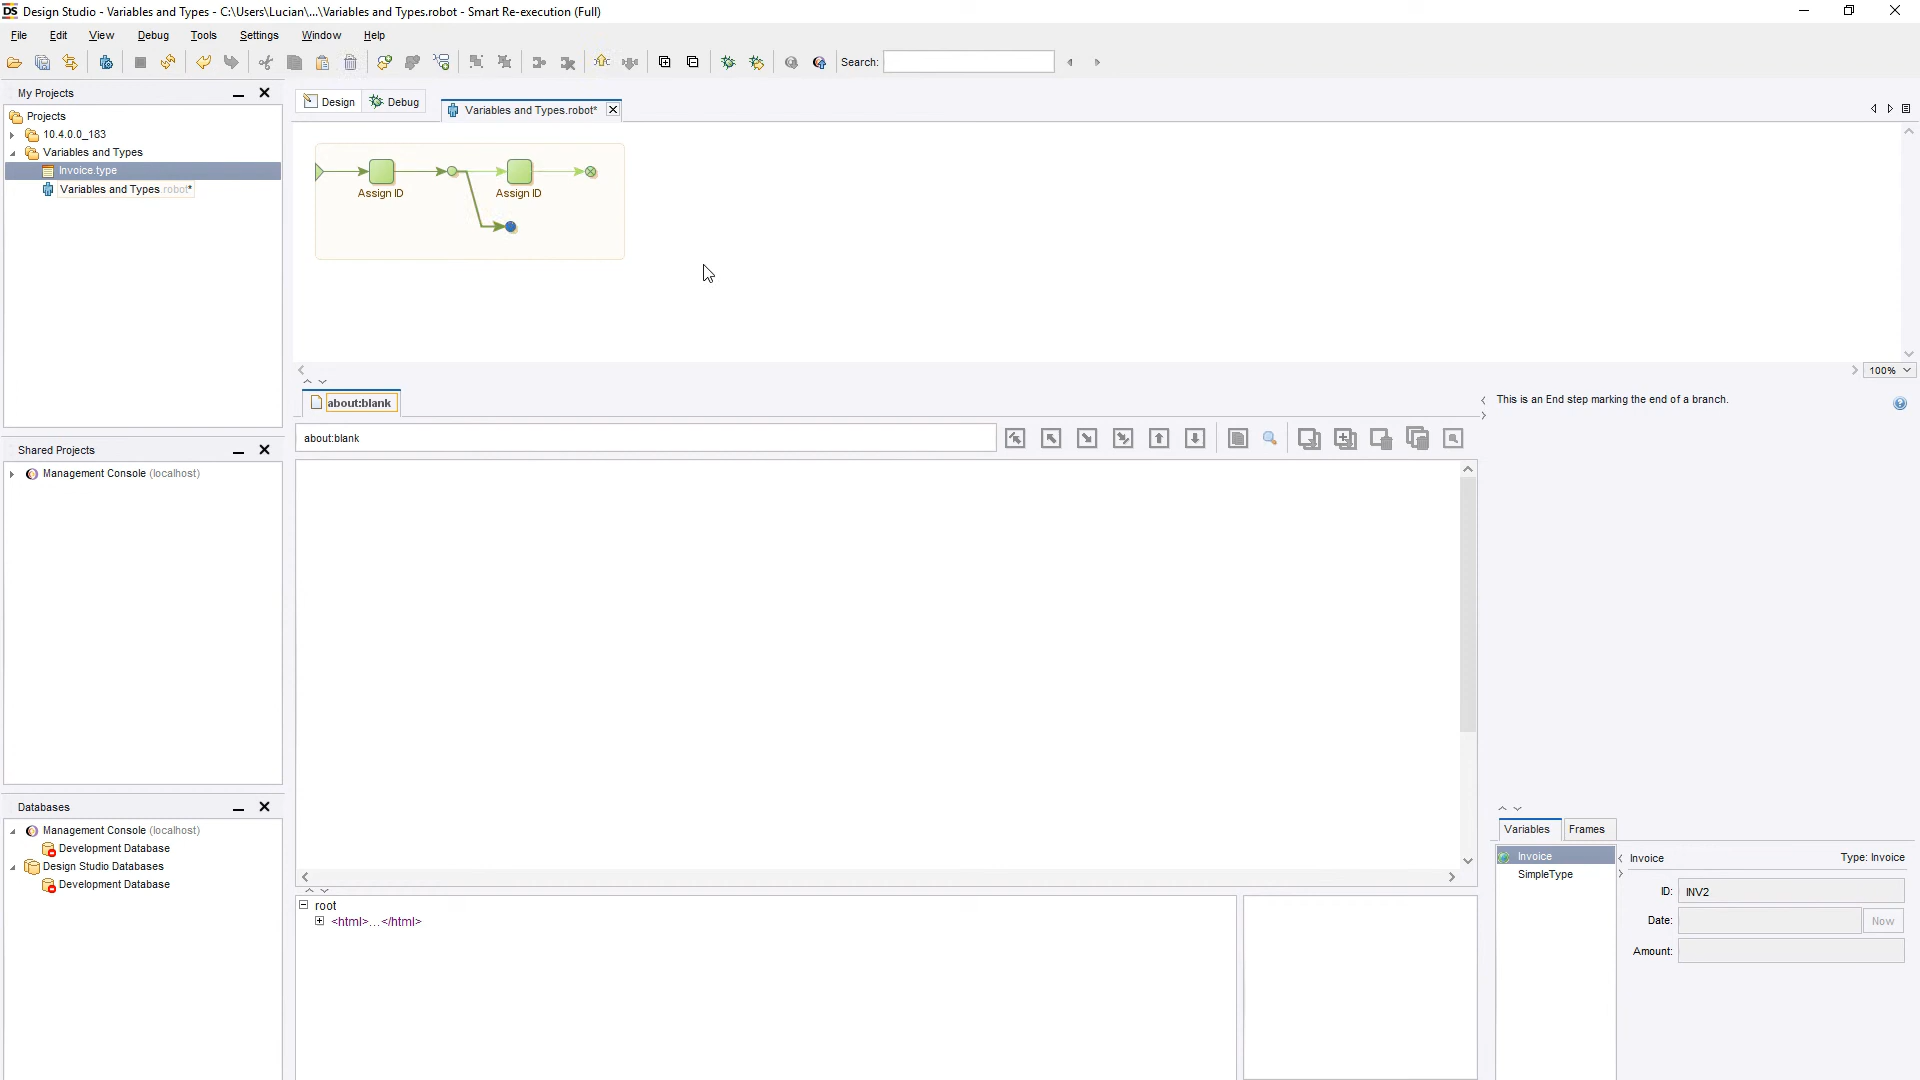 DS Design Studio - Variables and Types - C:\Users\Lucian\...\Variables and Types.robot - Smart Re-execution (Full)
File Edit View Debug Tools Settings Window Help
Search:
My Projects
Projects
10.4.0.0_183
Variables and Types
Invoice.type
Variables and Types.robot*
Design Debug Variables and Types.robot*
Assign ID Assign ID
100%
about:blank
about:blank
This is an End step marking the end of a branch.
Shared Projects
Management Console (localhost)
Databases
Management Console (localhost)
Development Database
Design Studio Databases
Development Database
root
<html>...</html>
Variables Frames
Invoice
SimpleType
Invoice Type: Invoice
ID: INV2
Date: Now
Amount: